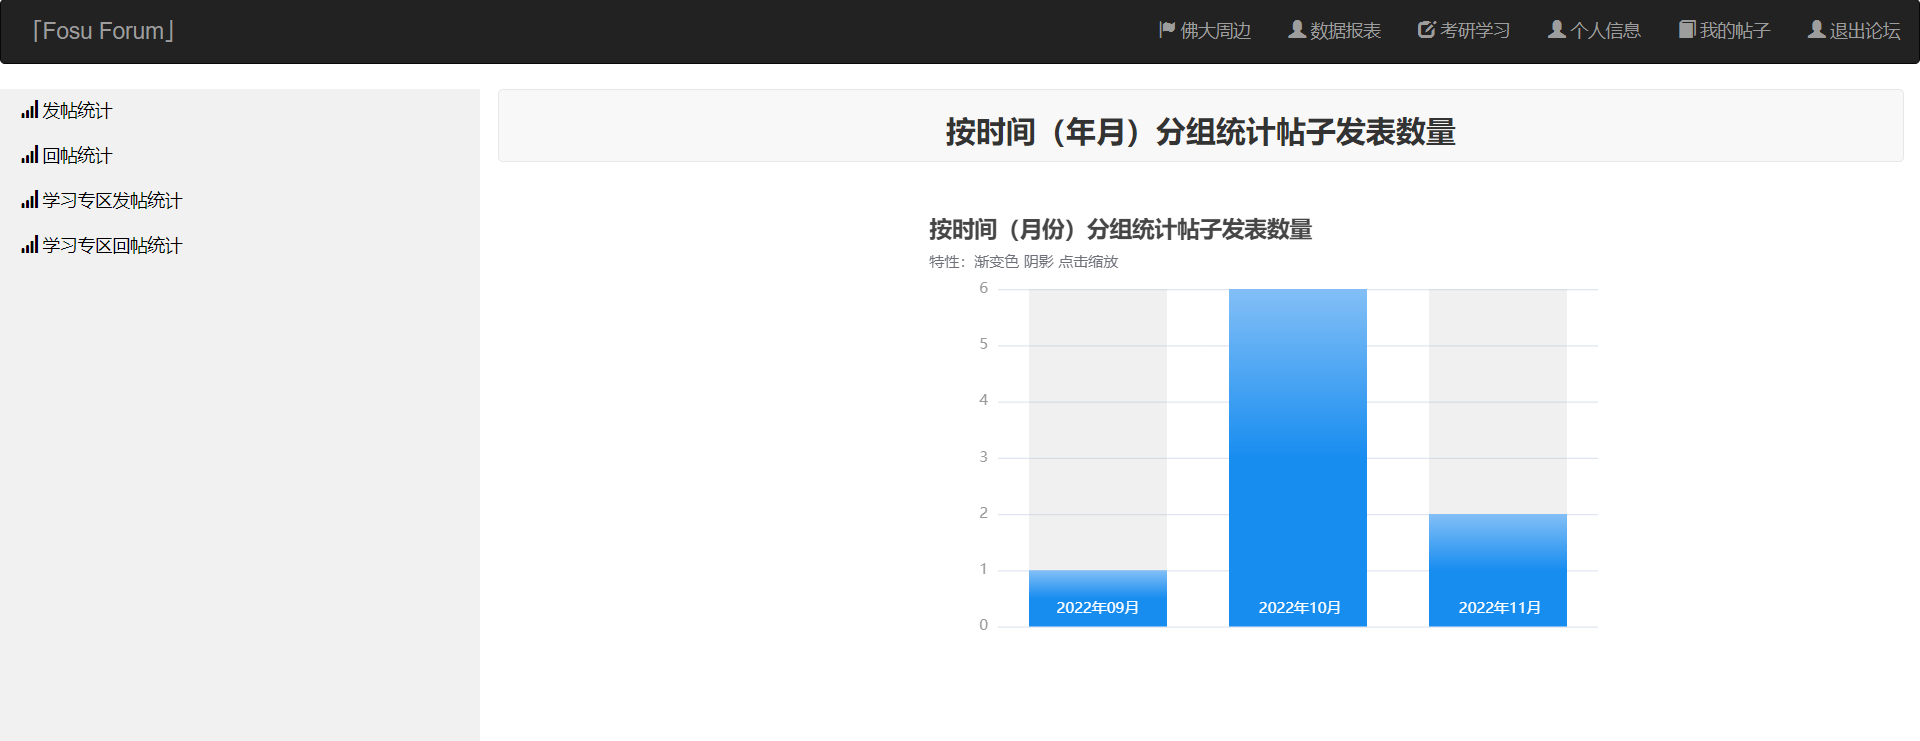 「Fosu Forum」
佛大周边 数据报表 考研学习 个人信息 我的帖子 退出论坛
发帖统计
回帖统计
学习专区发帖统计
学习专区回帖统计
按时间（年月）分组统计帖子发表数量
按时间（月份）分组统计帖子发表数量
特性：渐变色 阴影 点击缩放
6
5
4
3
2
1
0
2022年09月 2022年10月 2022年11月